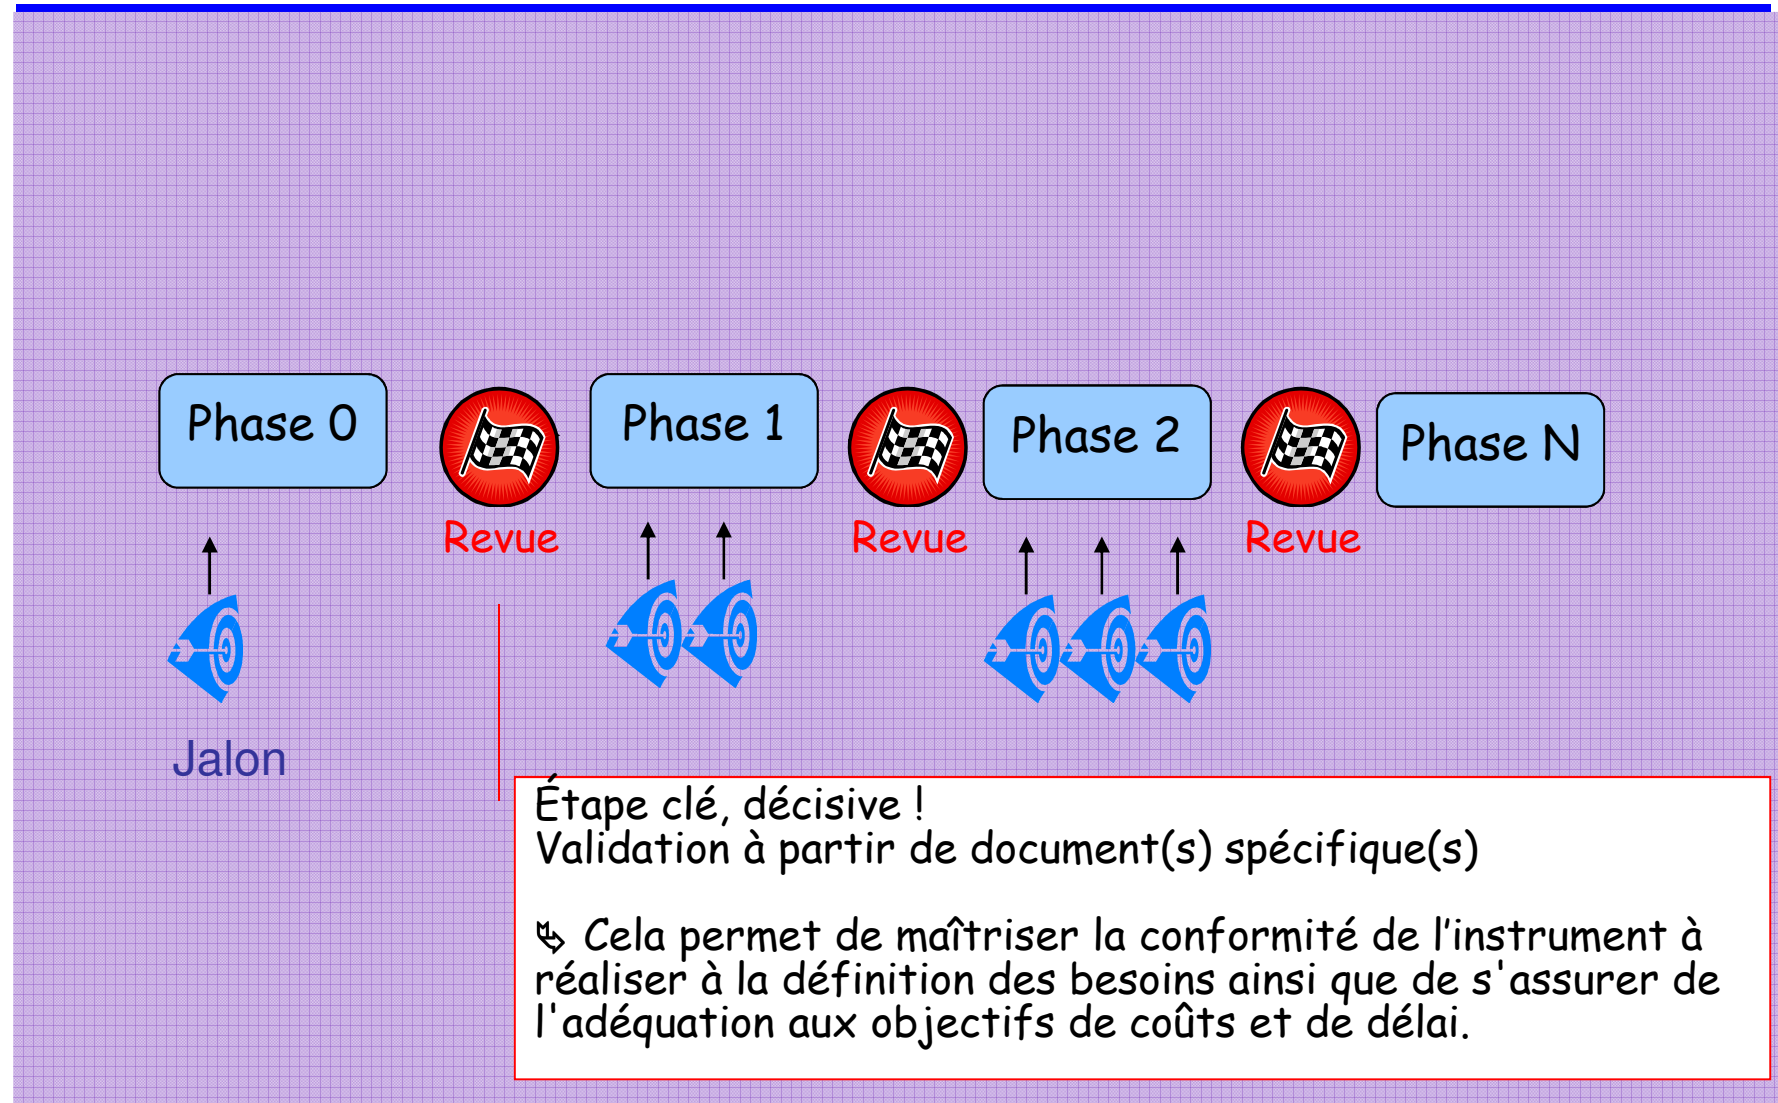 Phase 0
Phase 1
Phase 2
Phase N
Revue
Revue
Revue
Jalon
Étape clé, décisive !
Validation à partir de document(s) spécifique(s)
Cela permet de maîtriser la conformité de l’instrument à
réaliser à la définition des besoins ainsi que de s'assurer de
l'adéquation aux objectifs de coûts et de délai.